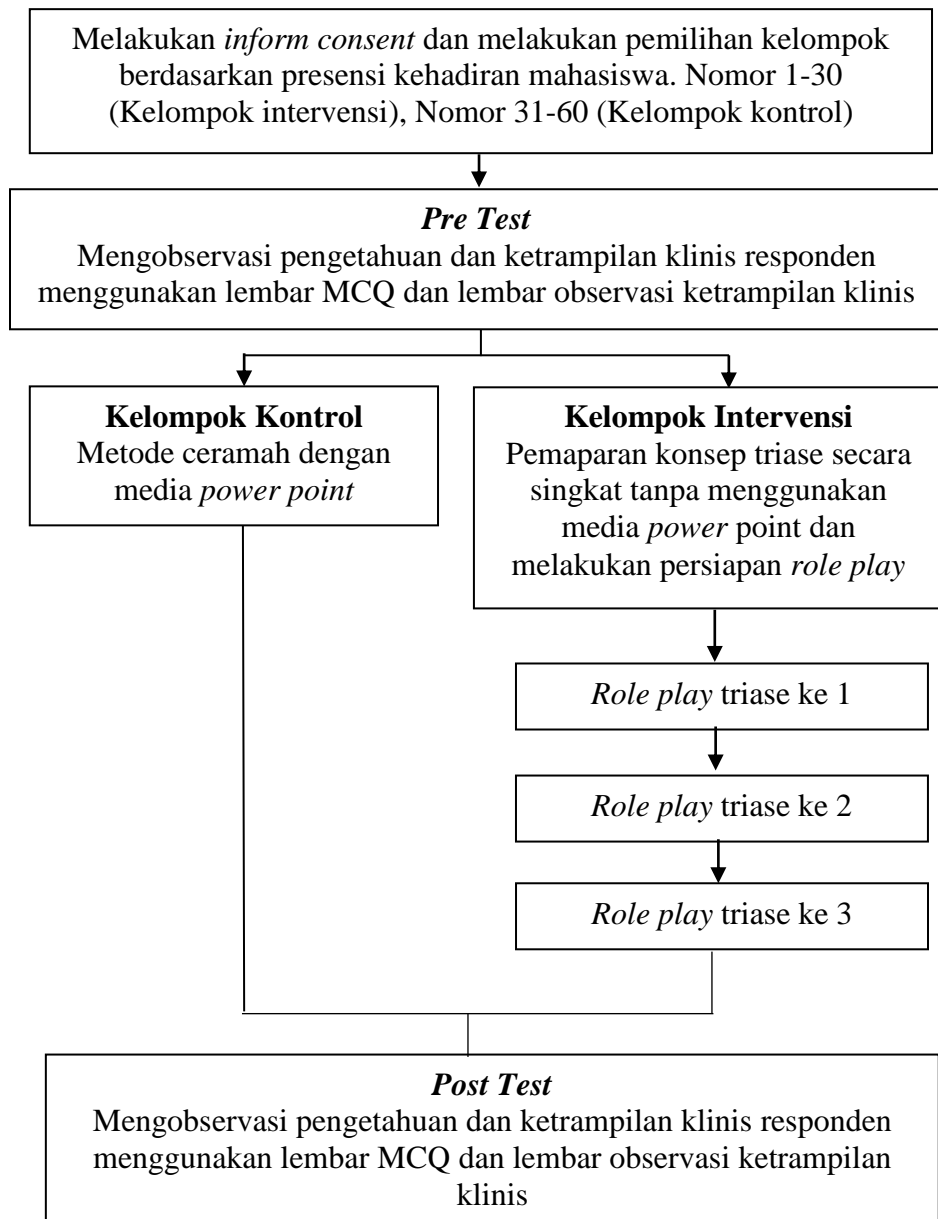 Melakukan inform consent dan melakukan pemilihan kelompok
berdasarkan presensi kehadiran mahasiswa. Nomor 1-30
(Kelompok intervensi), Nomor 31-60 (Kelompok kontrol)
Pre Test
Mengobservasi pengetahuan dan ketrampilan klinis responden
menggunakan lembar MCQ dan lembar observasi ketrampilan klinis
Kelompok Kontrol
Metode ceramah dengan
media power point
Kelompok Intervensi
Pemaparan konsep triase secara
singkat tanpa menggunakan
media power point dan
melakukan persiapan role play
Role play triase ke 1
Role play triase ke 2
Role play triase ke 3
Post Test
Mengobservasi pengetahuan dan ketrampilan klinis responden
menggunakan lembar MCQ dan lembar observasi ketrampilan
klinis